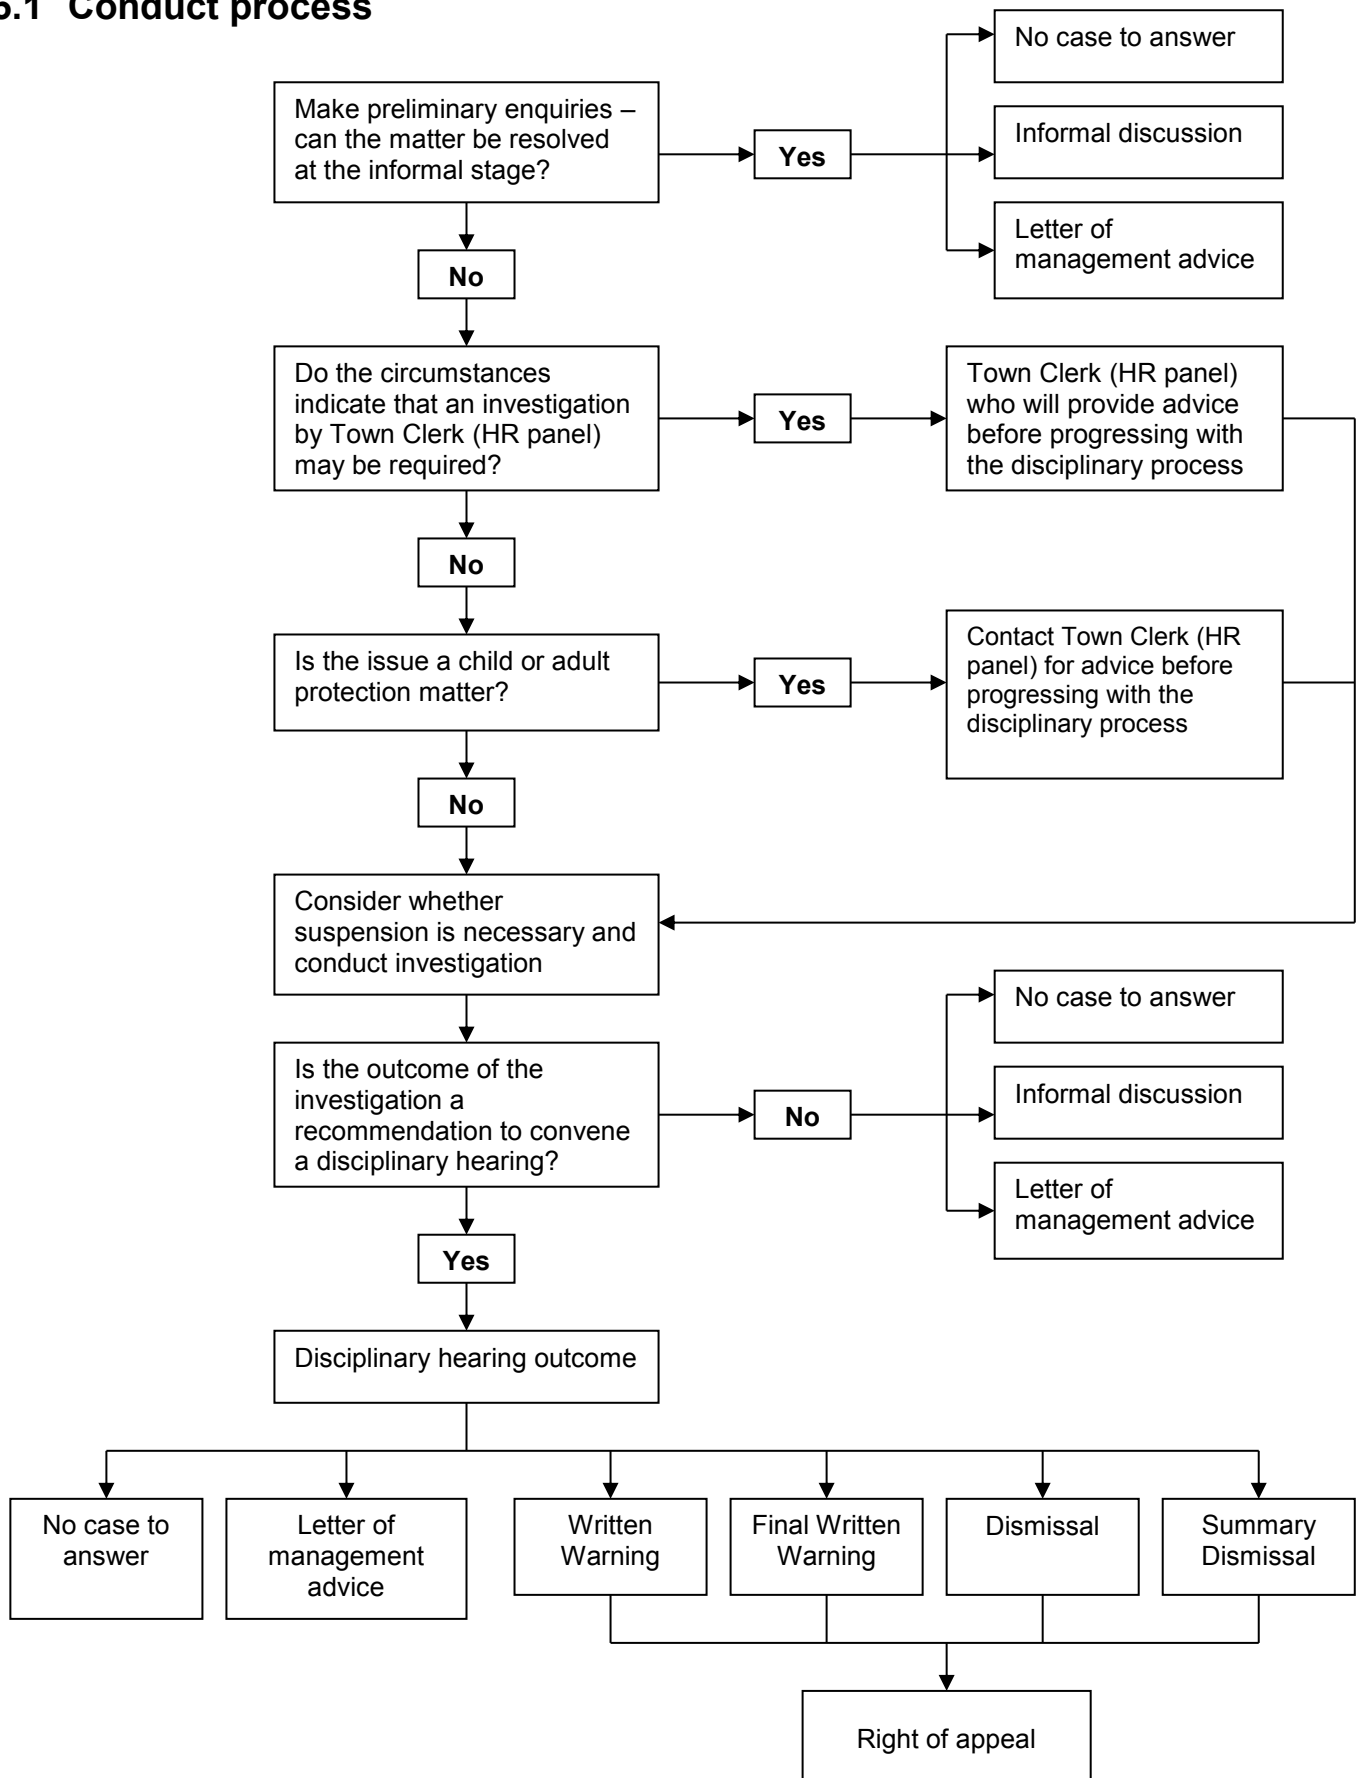 5.1 Conduct process
No case to answer
Make preliminary enquiries –
can the matter be resolved
at the informal stage?
Yes
Informal discussion
Letter of
management advice
No
Do the circumstances
indicate that an investigation
by Town Clerk (HR panel)
may be required?
Yes
Town Clerk (HR panel)
who will provide advice
before progressing with
the disciplinary process
No
Is the issue a child or adult
protection matter?
Yes
Contact Town Clerk (HR
panel) for advice before
progressing with the
disciplinary process
No
Consider whether
suspension is necessary and
conduct investigation
Is the outcome of the
investigation a
recommendation to convene
a disciplinary hearing?
No
No case to answer
Informal discussion
Letter of
management advice
Yes
Disciplinary hearing outcome
No case to
answer
Letter of
management
advice
Written
Warning
Final Written
Warning
Dismissal
Summary
Dismissal
Right of appeal